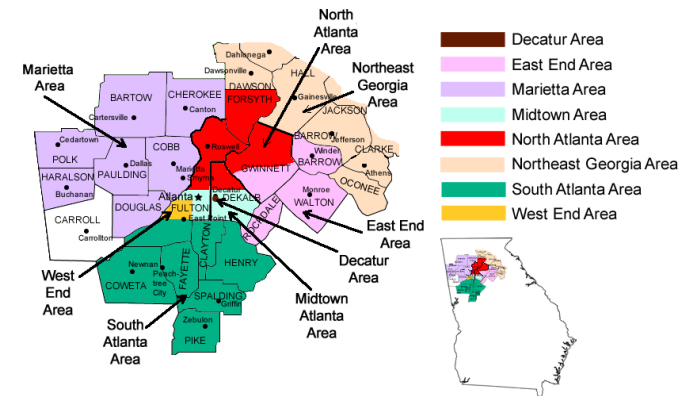 North
Atlanta
Area
Marietta
Area
Northeast
Georgia
Area
Dahlonega
Dawsonville
HALL
DAWSON
CHEROKEE
Canton
FORSYTH
Gainesville
BARTOW
Cartersville
JACKSON
Jefferson
BARROW
Cedartown
POLK
COBB
Roswell
CLARKE
Winder
BARROW
Athens
Dallas
PAULDING
Marietta
Smyrna
GWINNETT
HARALSON
Buchanan
OCONEE
Monroe
WALTON
Atlanta
Decatur
DEKALB
DOUGLAS
FULTON
ROCKDALE
CARROLL
Carrollton
East Point
East End
Area
CLAYTON
Decatur
Area
HENRY
FAYETTE
Newnan
Peach-
tree
City
COWETA
West
End
Area
Midtown
Atlanta
Area
SPALDING
Griffin
South
Atlanta
Area
Zebulon
PIKE
Decatur Area
East End Area
Marietta Area
Midtown Area
North Atlanta Area
Northeast Georgia Area
South Atlanta Area
West End Area